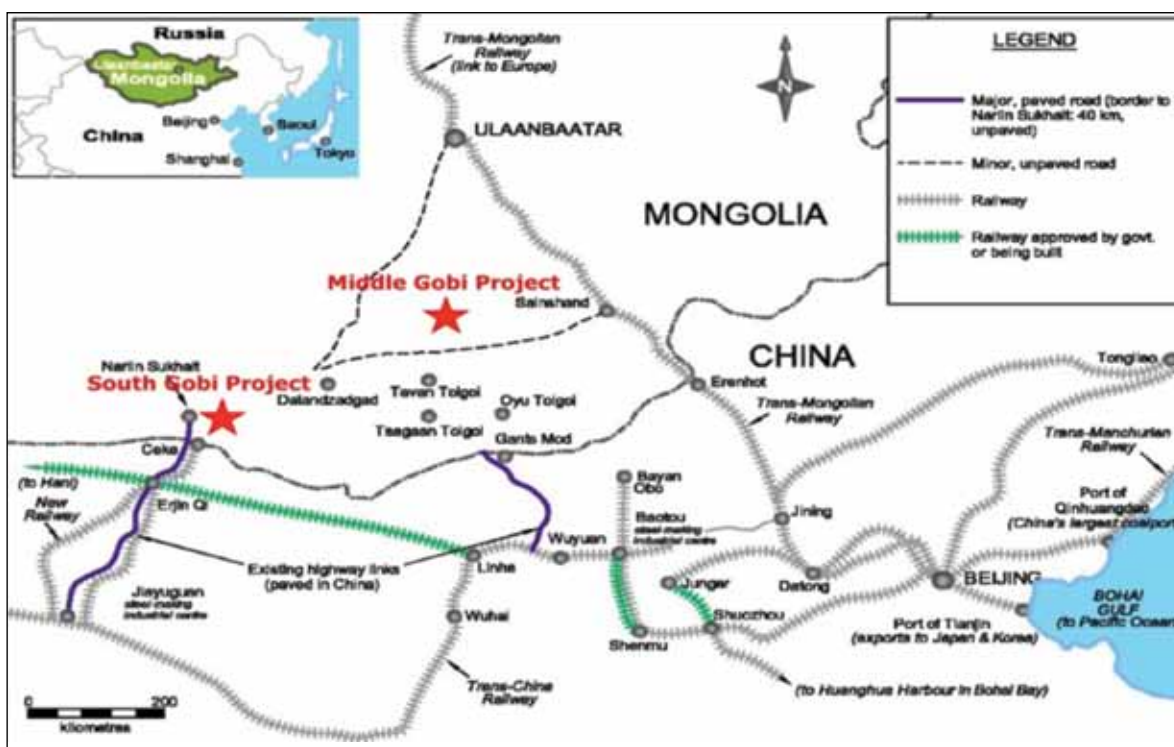 Russia
Ulaanbaatar
Mongolia
China
Beijing
Seoul
Shanghai
Tokyo
Trans-Mongolian
Railway
(link to Europe)
N
ULAANBAATAR
MONGOLIA
LEGEND
Major, paved road (border to
Nariin Sukhait: 40 km,
unpaved)
Minor, unpaved road
Railway
Railway approved by govt.
or being built
Middle Gobi Project
Sainshand
CHINA
Nariin Sukhait
South Gobi Project
Dalandzadgad
Tavan Tolgoi
Oyu Tolgoi
Tsagaan Tolgoi
Gants Mod
Erenhot
Tongliao
Trans-Mongolian
Railway
Trans-Manchurian
Railway
Ceke
(to Hami)
New
Railway
Erjin Qi
Bayan
Obo
Baotou
steel making
industrial centre
Jining
Port of
Qinhuangdao
(China's largest coalport)
Existing highway links
(paved in China)
Linhe
Wuyuan
Jiayuguan
steel making
industrial centre
Wuhai
Jungar
Datong
BEIJING
Shuozhou
Shenmu
Port of Tianjin
(exports to Japan & Korea)
BOHAI
GULF
(to Pacific Ocean)
Trans-China
Railway
(to Huanghua Harbour in Bohai Bay)
0
200
kilometres